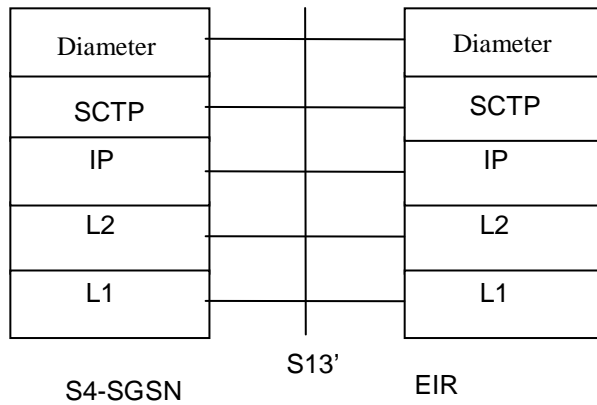 Diameter Diameter
SCTP SCTP
IP IP
L2 L2
L1 L1
S13’
S4-SGSN EIR